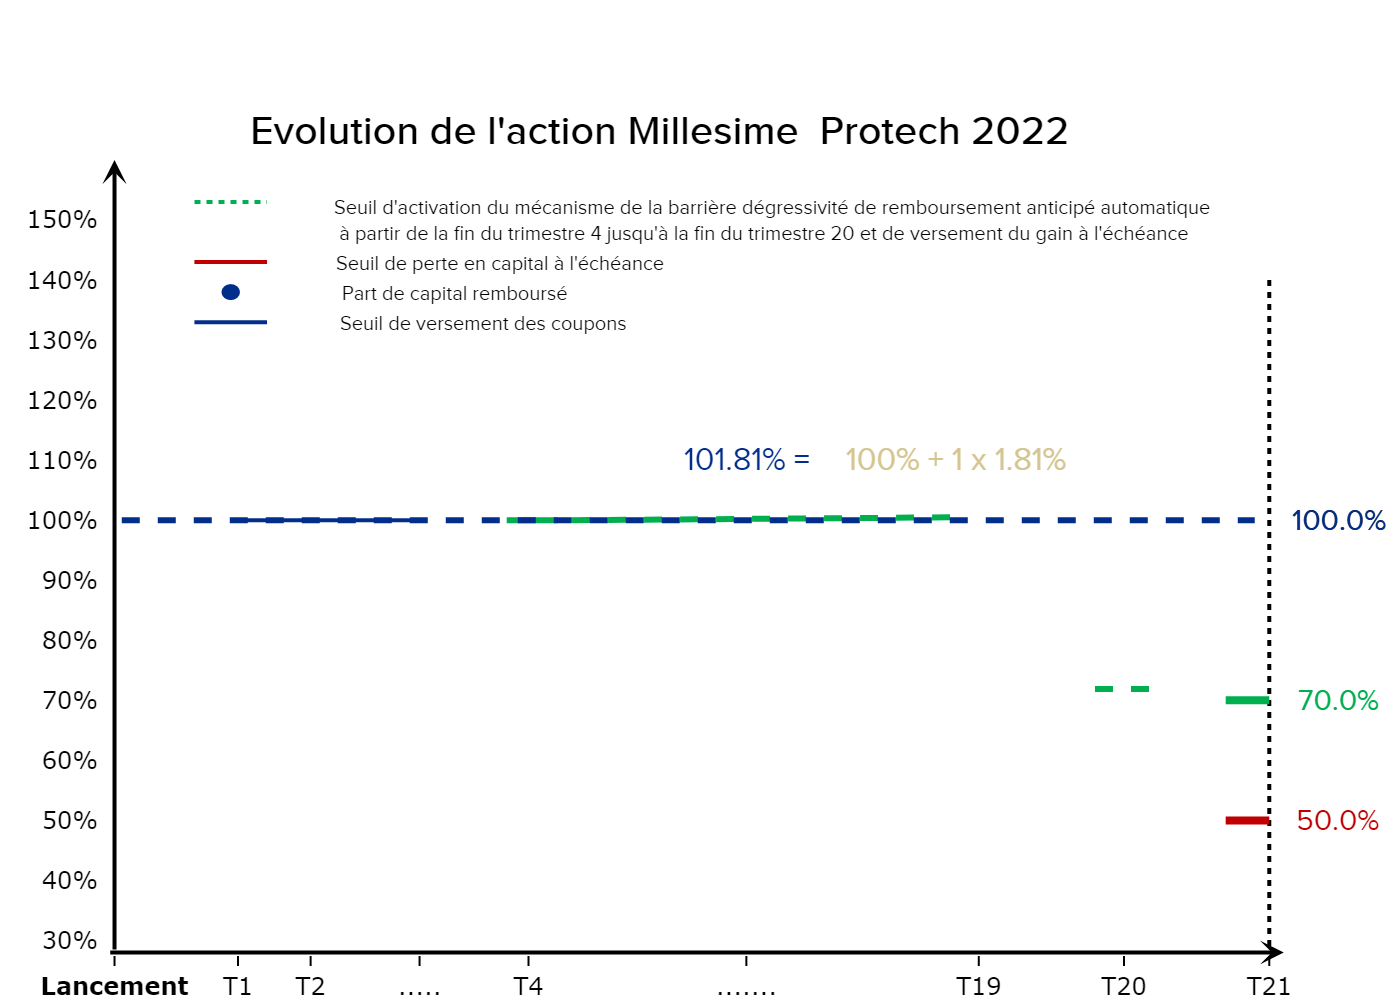 Evolution de l'action Millesime  Protech 2022
Seuil d'activation du mécanisme de la barrière dégressivité de remboursement anticipé automatique
à partir de la fin du trimestre 4 jusqu'à la fin du trimestre 20 et de versement du gain à l'échéance
Seuil de perte en capital à l'échéance
Part de capital remboursé
Seuil de versement des coupons
150%
140%
130%
120%
110%
101.81% = 100% + 1 x 1.81%
100%
100.0%
90%
80%
70%
70.0%
60%
50%
50.0%
40%
30%
Lancement T1 T2 ..... T4 ....... T19 T20 T21